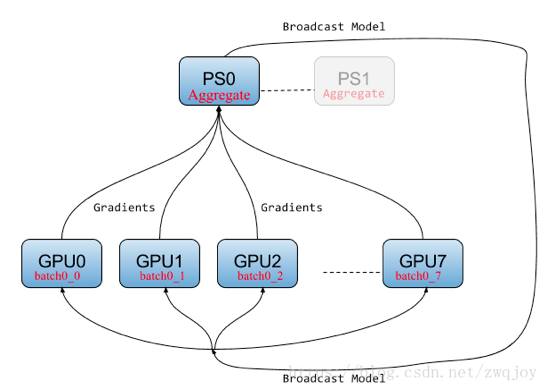 Broadcast Model
PS0
Aggregate
PS1
Aggregate
Gradients
Gradients
GPU0
batch0_0
GPU1
batch0_1
GPU2
batch0_2
GPU7
batch0_7
https://blog.csdn.net/zwqjoy
Broadcast Model